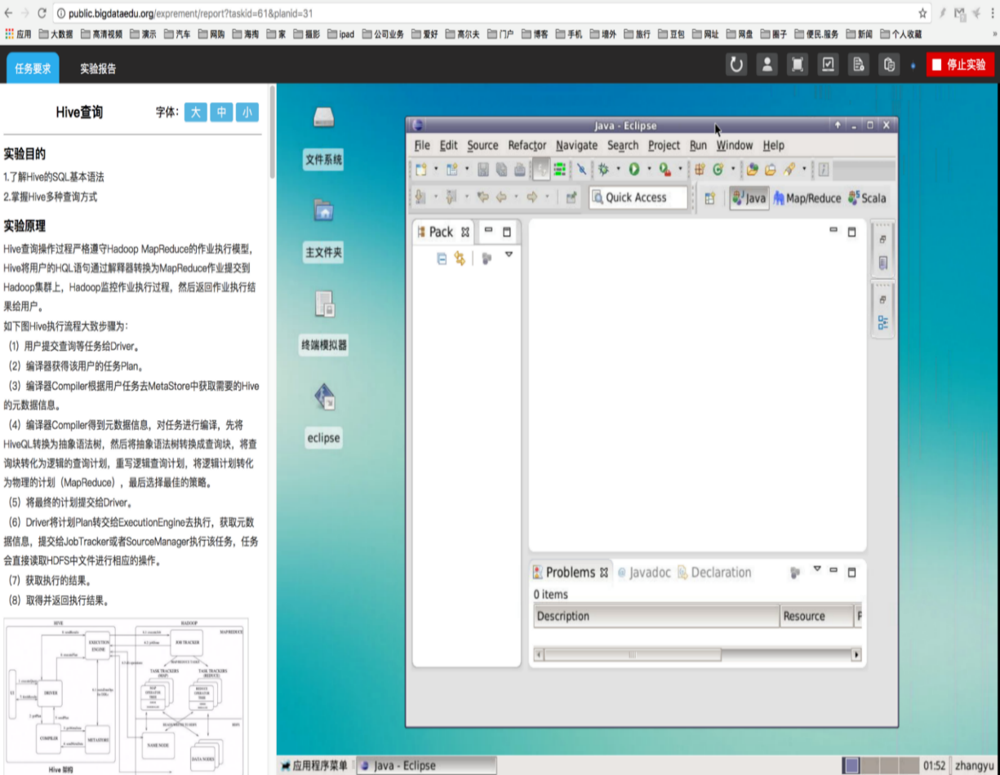 public.bigdataedu.org/exprement/report?taskid=61&planid=31
应用 大数据 高清视频 演示 汽车 网购 海掏 家 摄影 ipad 公司业务 爱好 高尔夫 门户 博客 手机 墙外 旅行 豆包 网址 网盘 圈子 便民.服务 新闻 个人收藏 »
任务要求 实验报告 停止实验
Hive查询 字体: 大 中 小
实验目的
1.了解Hive的SQL基本语法
2.掌握Hive多种查询方式
实验原理
Hive查询操作过程严格遵守Hadoop MapReduce的作业执行模型,
Hive将用户的HQL语句通过解释器转换为MapReduce作业提交到
Hadoop集群上，Hadoop监控作业执行过程，然后返回作业执行结
果给用户。
如下图Hive执行流程大致步骤为：
（1）用户提交查询等任务给Driver。
（2）编译器获得该用户的任务Plan。
（3）编译器Compiler根据用户任务去MetaStore中获取需要的Hive
的元数据信息。
（4）编译器Compiler得到元数据信息，对任务进行编译，先将
HiveQL转换为抽象语法树，然后将抽象语法树转换成查询块，将查
询块转化为逻辑的查询计划，重写逻辑查询计划，将逻辑计划转化
为物理的计划（MapReduce）, 最后选择最佳的策略。
（5）将最终的计划提交给Driver。
（6）Driver将计划Plan转交给ExecutionEngine去执行，获取元数
据信息，提交给JobTracker或者SourceManager执行该任务，任务
会直接读取HDFS中文件进行相应的操作。
（7）获取执行的结果。
（8）取得并返回执行结果。
HIVE HADOOP
MAPREDUCE
EXECUTION
ENGINE
JOB TRACKER
TASK TRACKERS
(MAP)
TASK TRACKERS
(REDUCE)
MAP
OPERATOR
TREE
REDUCE
OPERATOR
TREE
UI
DRIVER
COMPILER
METASTORE
HDFS
NAME NODE
DATA NODES
Hive 架构
文件系统
主文件夹
终端模拟器
eclipse
Java - Eclipse
File Edit Source Refactor Navigate Search Project Run Window Help
Quick Access Java Map/Reduce Scala
Pack
Problems @ Javadoc Declaration
0 items
Description Resource P
应用程序菜单 Java - Eclipse 01:52 zhangyu